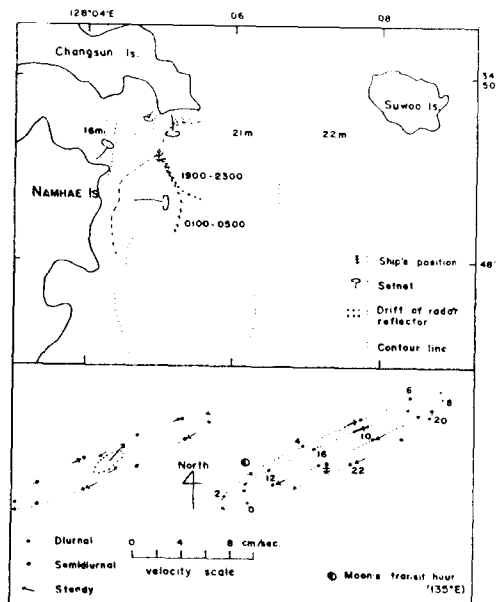 128°04'E 06 08
Changsun Is.
34
50
Suwoo Is.
16m.
21m 22m
1900-2300
NAMHAE IS.
0100-0500
48'
Ship's position
Setnet
Drift of radar
reflector
Contour line
6
8
20
4
10
16
22
12
North
2
0
Diurnal
0 4 8 cm/sec.
Semidiurnal
velocity scale
Steady
Moon's transit hour
(135°E)